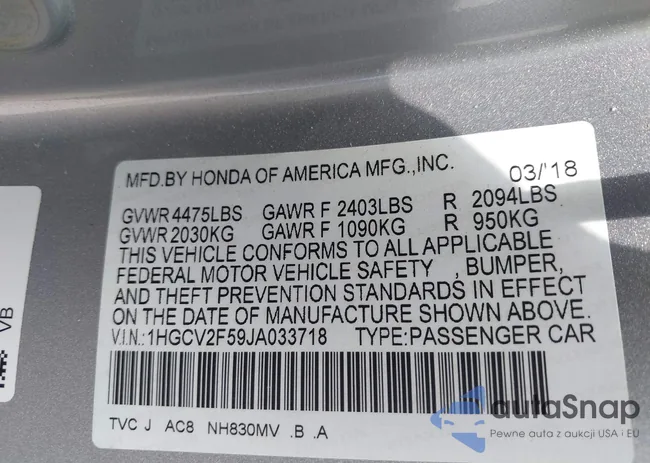 MFD.BY HONDA OF AMERICA MFG.,INC. 03/'18
GVWR 4475LBS GAWR F 2403LBS R 2094LBS
GVWR 2030KG GAWR F 1090KG R 950KG
THIS VEHICLE CONFORMS TO ALL APPLICABLE
FEDERAL MOTOR VEHICLE SAFETY , BUMPER,
AND THEFT PREVENTION STANDARDS IN EFFECT
ON THE DATE OF MANUFACTURE SHOWN ABOVE.
V.I.N.:1HGCV2F59JA033718 TYPE:PASSENGER CAR
TVC J AC8 NH830MV .B .A
VB
autoSnap
Pewne auta z aukcji USA i EU